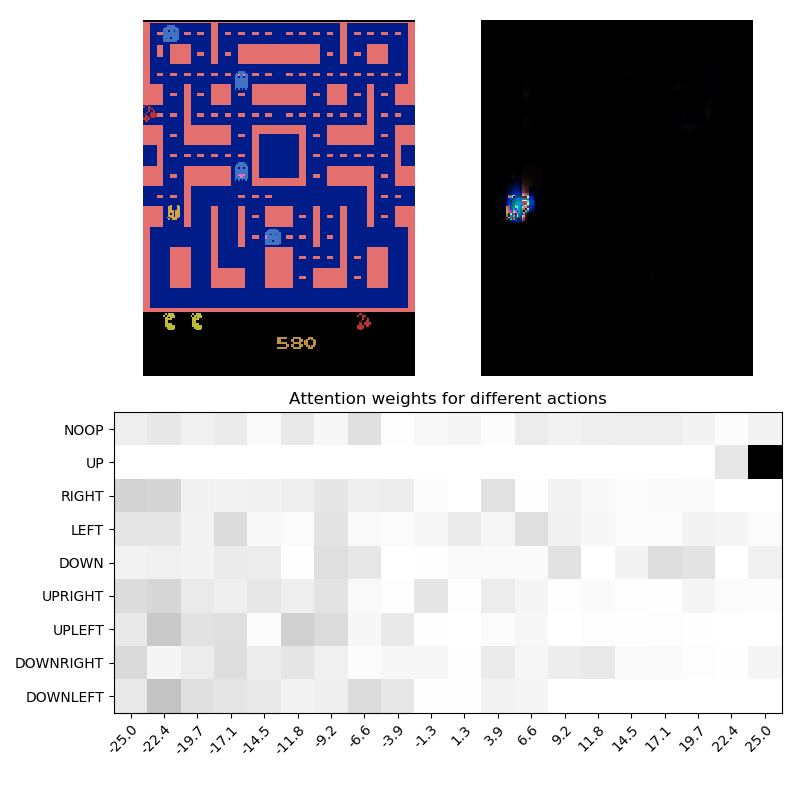 580
Attention weights for different actions
NOOP
UP
RIGHT
LEFT
DOWN
UPRIGHT
UPLEFT
DOWNRIGHT
DOWNLEFT
-25.0 -22.4 -19.7 -17.1 -14.5 -11.8 -9.2 -6.6 -3.9 -1.3 1.3 3.9 6.6 9.2 11.8 14.5 17.1 19.7 22.4 25.0